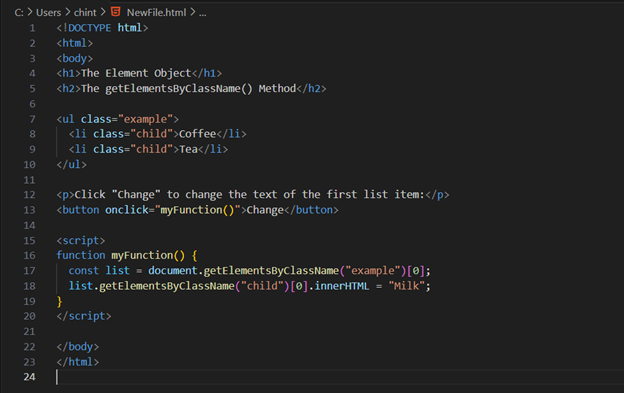 C: > Users > chint > NewFile.html > ...
1 <!DOCTYPE html>
2 <html>
3 <body>
4 <h1>The Element Object</h1>
5 <h2>The getElementsByClassName() Method</h2>
6
7 <ul class="example">
8   <li class="child">Coffee</li>
9   <li class="child">Tea</li>
10 </ul>
11
12 <p>Click "Change" to change the text of the first list item:</p>
13 <button onclick="myFunction()">Change</button>
14
15 <script>
16 function myFunction() {
17   const list = document.getElementsByClassName("example")[0];
18   list.getElementsByClassName("child")[0].innerHTML = "Milk";
19 }
20 </script>
21
22 </body>
23 </html>
24